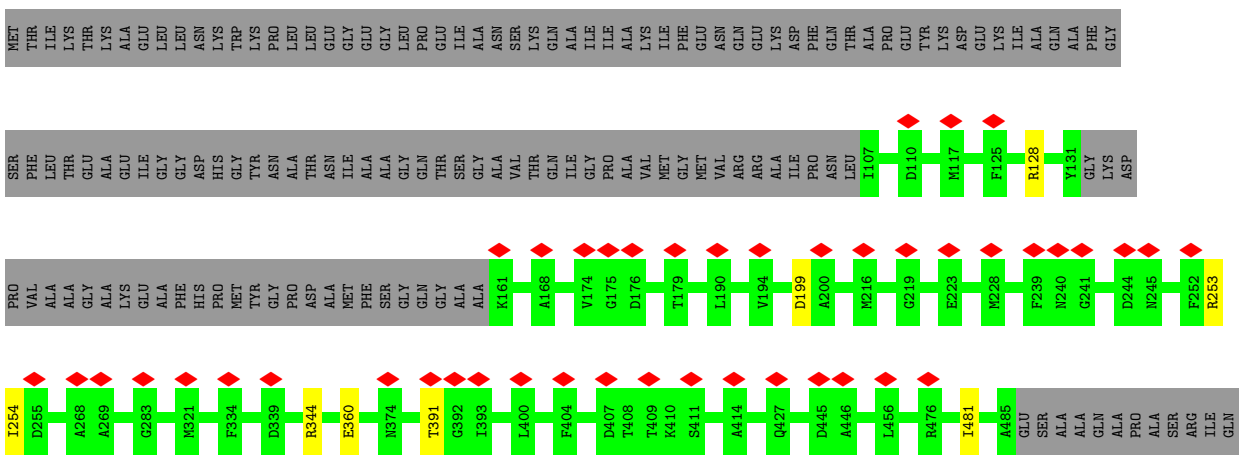 MET THR ILE LYS THR LYS ALA GLU LEU LEU ASN LYS TRP LYS PRO LEU LEU GLU GLY GLU GLY LEU PRO GLU ILE ALA ASN SER LYS GLN ALA ILE ILE ALA LYS ILE PHE GLU ASN GLN GLU LYS ASP PHE GLN THR ALA PRO GLU TYR LYS ASP GLU LYS ILE ALA GLN ALA PHE GLY
SER PHE LEU THR GLU ALA GLU ILE GLY GLY ASP HIS GLY TYR ASN ALA THR ASN ILE ALA ALA GLY GLN THR SER GLY ALA VAL THR GLN ILE GLY PRO ALA VAL MET GLY MET VAL ARG ARG ALA ILE PRO ASN LEU I107 D110 M117 F125 R128 Y131 GLY LYS ASP
PRO VAL ALA ALA GLY ALA LYS GLU ALA PHE HIS PRO MET TYR GLY PRO ASP ALA MET PHE SER GLY GLN GLY ALA ALA K161 A168 V174 G175 D176 T179 L190 V194 D199 A200 M216 G219 E223 M228 F239 N240 G241 D244 N245 F252 R253
I254 D255 A268 A269 G283 M321 F334 D339 R344 E360 N374 T391 G392 I393 L400 F404 D407 T408 T409 K410 S411 A414 Q427 D445 A446 L456 R476 I481 A485 GLU SER ALA ALA GLN ALA PRO ALA SER ARG ILE GLN